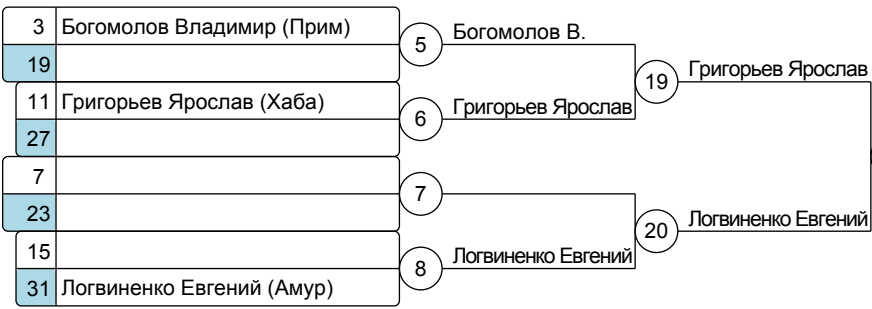 3 Богомолов Владимир (Прим)
19
11 Григорьев Ярослав (Хаба)
27
7
23
15
31 Логвиненко Евгений (Амур)
5 Богомолов В.
6 Григорьев Ярослав
7
8 Логвиненко Евгений
19 Григорьев Ярослав
20 Логвиненко Евгений